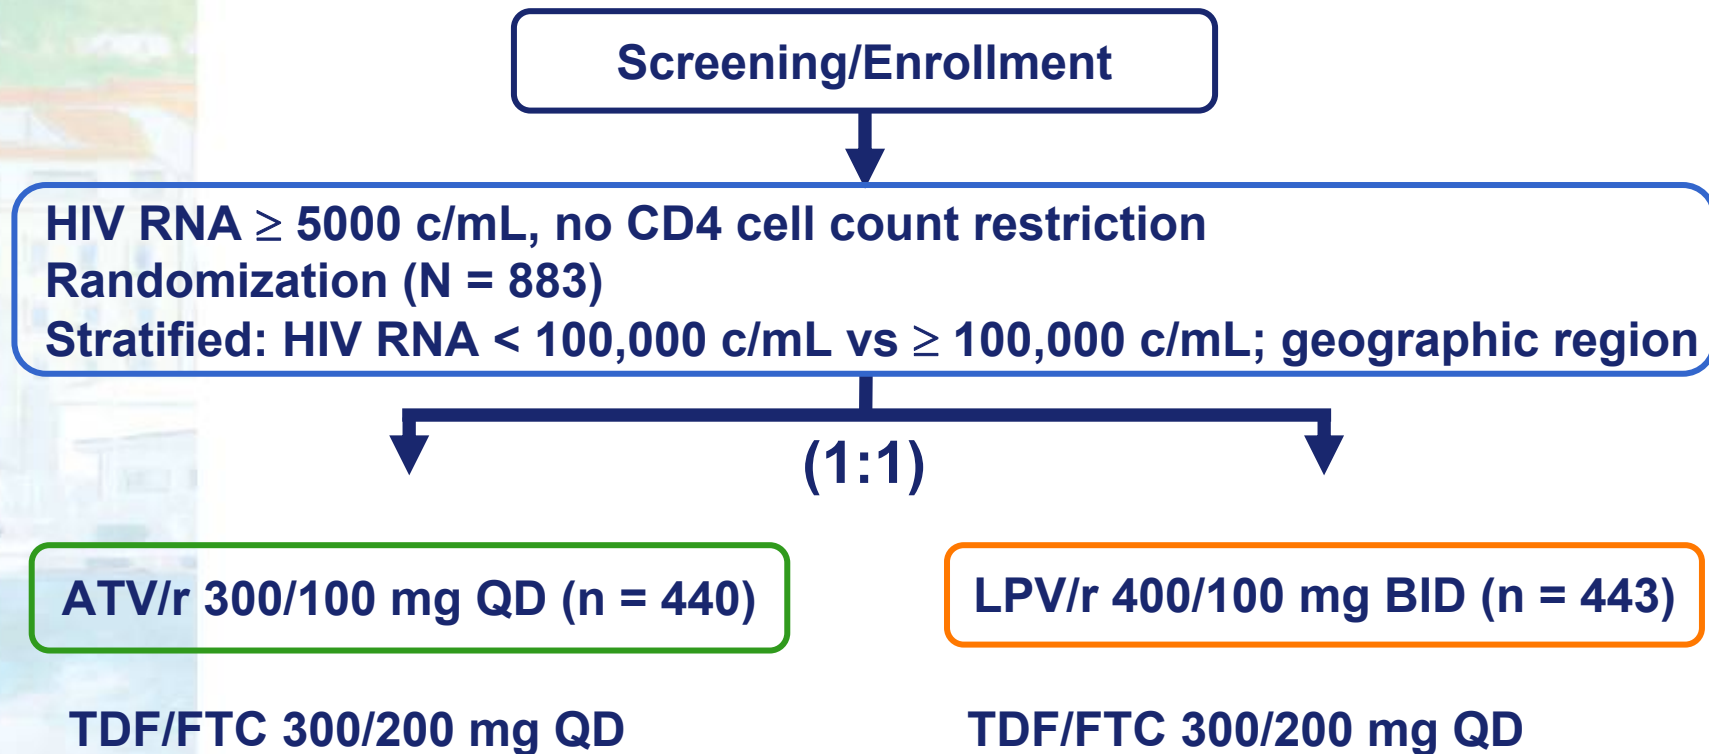 Screening/Enrollment
HIV RNA ≥ 5000 c/mL, no CD4 cell count restriction
Randomization (N = 883)
Stratified: HIV RNA < 100,000 c/mL vs ≥ 100,000 c/mL; geographic region
(1:1)
ATV/r 300/100 mg QD (n = 440)
LPV/r 400/100 mg BID (n = 443)
TDF/FTC 300/200 mg QD
TDF/FTC 300/200 mg QD